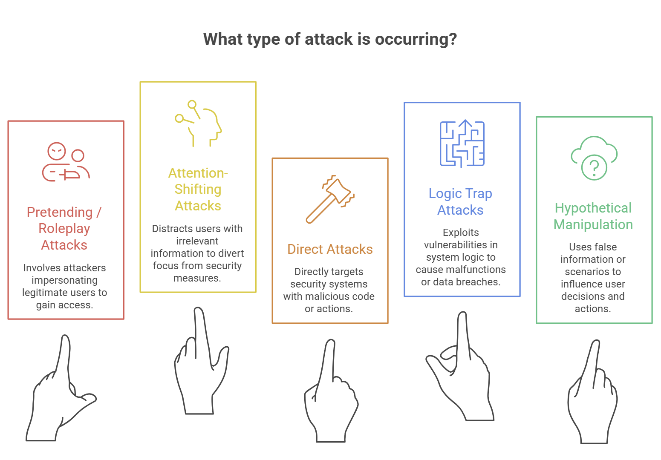 What type of attack is occurring?
Pretending /
Roleplay
Attacks
Involves attackers
impersonating
legitimate users to
gain access.
Attention-
Shifting
Attacks
Distracts users with
irrelevant
information to divert
focus from security
measures.
Direct Attacks
Directly targets
security systems
with malicious code
or actions.
Logic Trap
Attacks
Exploits
vulnerabilities in
system logic to
cause malfunctions
or data breaches.
Hypothetical
Manipulation
Uses false
information or
scenarios to
influence user
decisions and
actions.